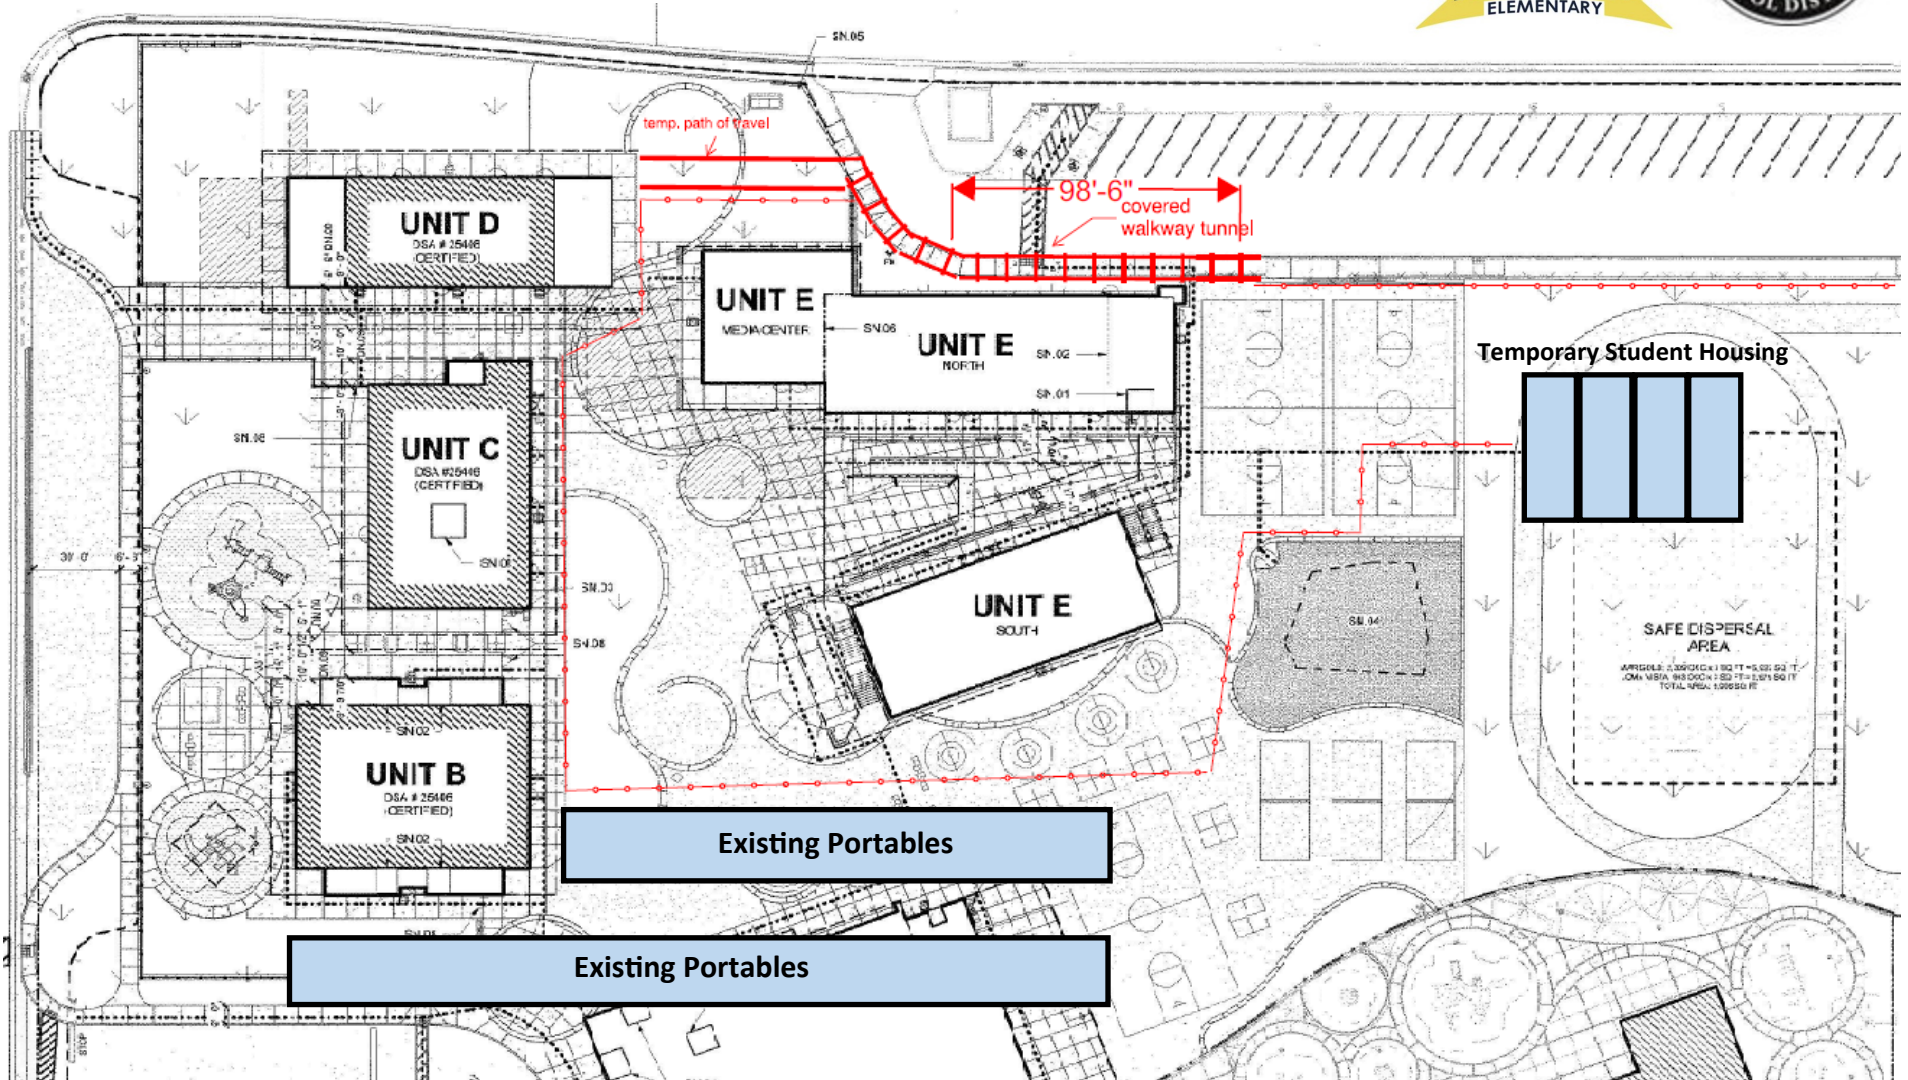 ELEMENTARY
SN.05
temp. path of travel
98'-6"
covered
walkway tunnel
UNIT D
DSA # 25406
(CERTIFIED)
UNIT E
MEDIA CENTER
SN.06
UNIT E
NORTH
SN.02
SN.01
Temporary Student Housing
SN.08
UNIT C
DSA #25406
(CERTIFIED)
UNIT E
SOUTH
SN.04
SAFE DISPERSAL
AREA
SN.08
SN.02
UNIT B
DSA # 25406
(CERTIFIED)
SN.02
Existing Portables
Existing Portables
STOP